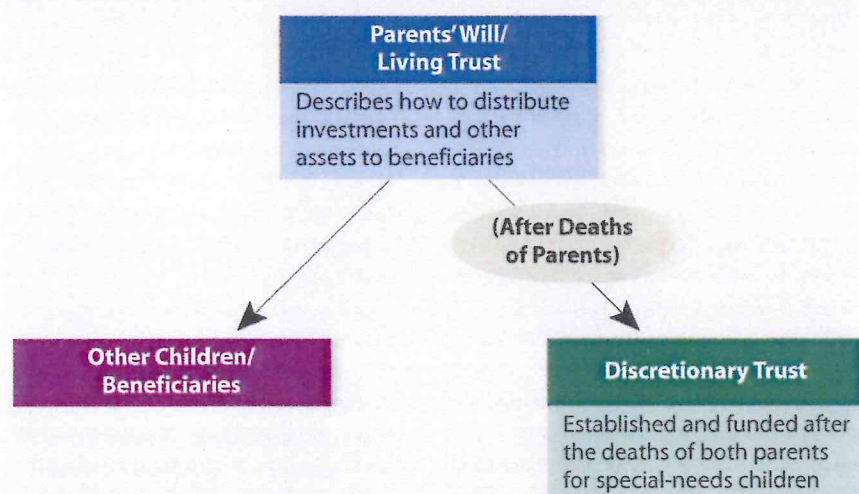 Parents' Will/
Living Trust
Describes how to distribute
investments and other
assets to beneficiaries
(After Deaths
of Parents)
Other Children/
Beneficiaries
Discretionary Trust
Established and funded after
the deaths of both parents
for special-needs children